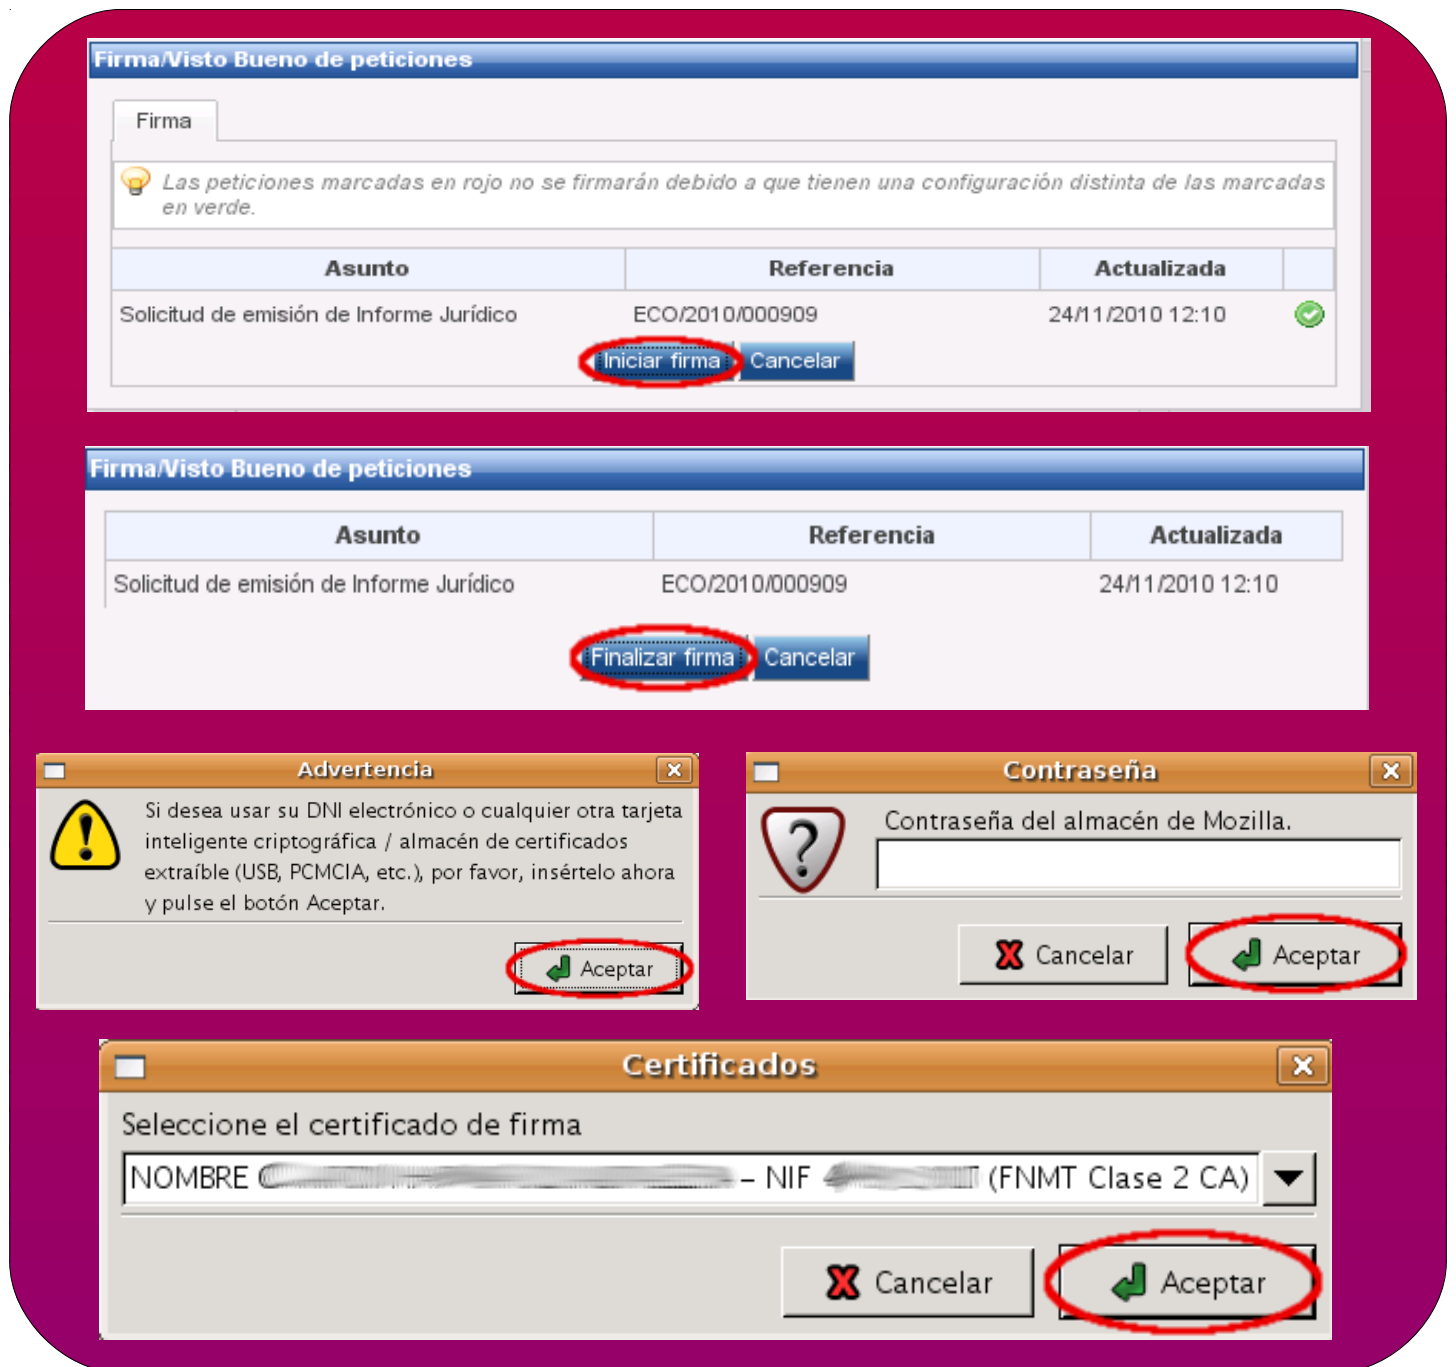 Firma/Visto Bueno de peticiones
Firma
Las peticiones marcadas en rojo no se firmarán debido a que tienen una configuración distinta de las marcadas
en verde.
Asunto Referencia Actualizada
Solicitud de emisión de Informe Jurídico ECO/2010/000909 24/11/2010 12:10
Iniciar firma Cancelar
Firma/Visto Bueno de peticiones
Asunto Referencia Actualizada
Solicitud de emisión de Informe Jurídico ECO/2010/000909 24/11/2010 12:10
Finalizar firma Cancelar
Advertencia
Si desea usar su DNI electrónico o cualquier otra tarjeta
inteligente criptográfica / almacén de certificados
extraíble (USB, PCMCIA, etc.), por favor, insértelo ahora
y pulse el botón Aceptar.
Aceptar
Contraseña
Contraseña del almacén de Mozilla.
Cancelar Aceptar
Certificados
Seleccione el certificado de firma
NOMBRE – NIF (FNMT Clase 2 CA)
Cancelar Aceptar